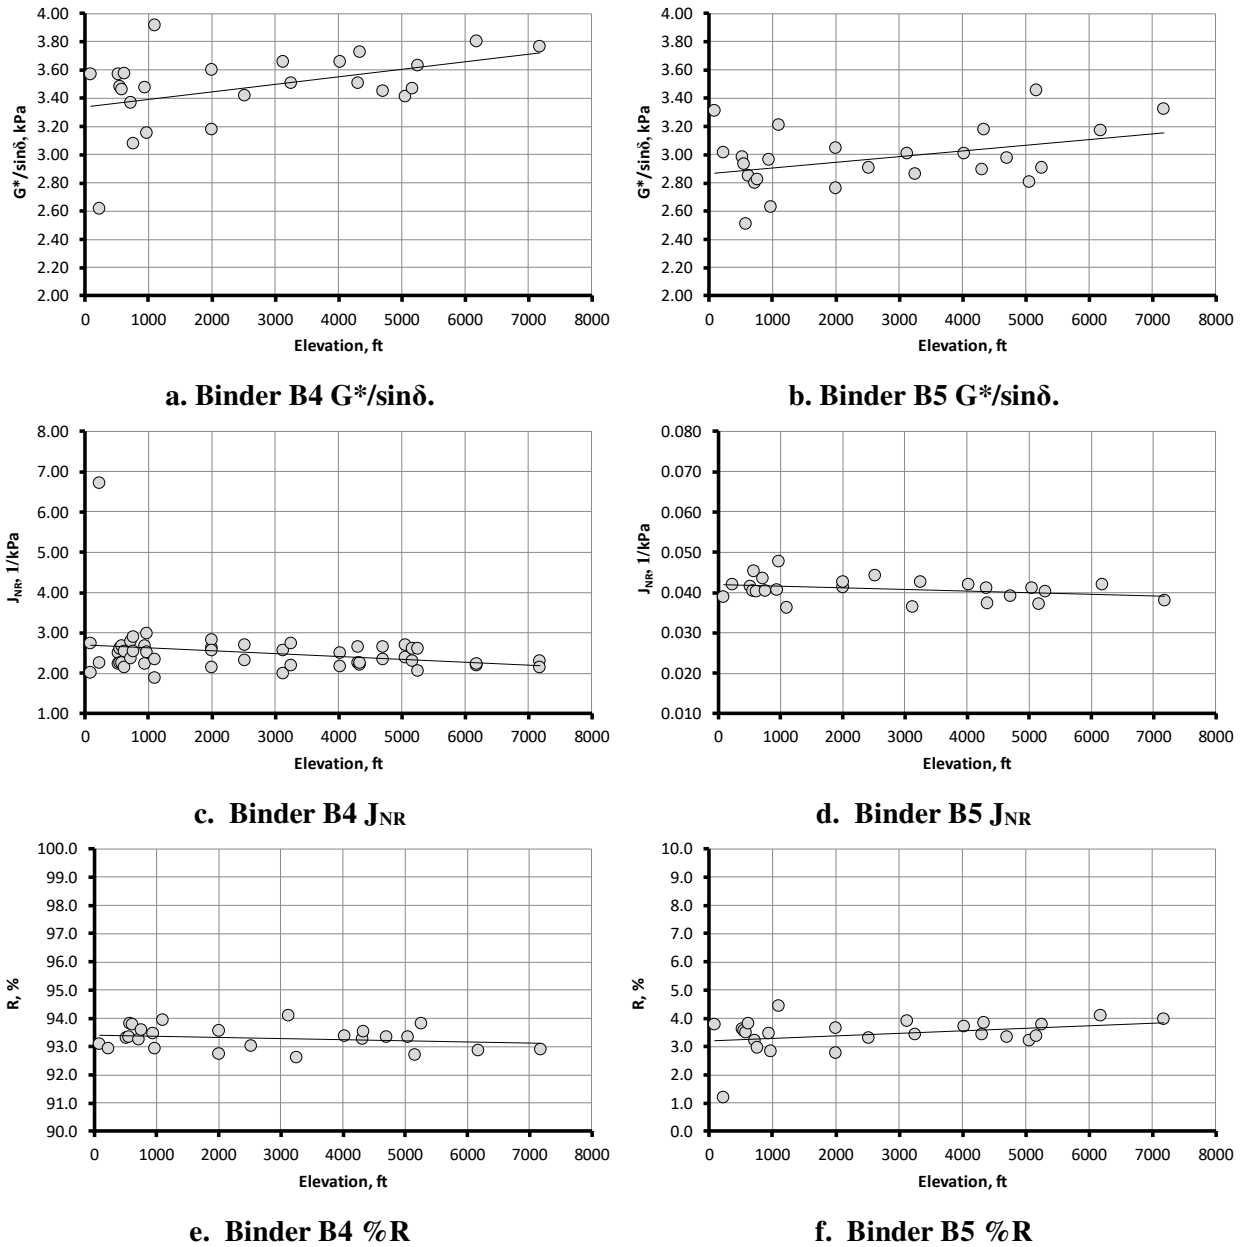 4.00
3.80
3.60
3.40
3.20
3.00
2.80
2.60
2.40
2.20
2.00
G*/sinδ, kPa
0 1000 2000 3000 4000 5000 6000 7000 8000
Elevation, ft
a. Binder B4 G*/sinδ.
4.00
3.80
3.60
3.40
3.20
3.00
2.80
2.60
2.40
2.20
2.00
G*/sinδ, kPa
0 1000 2000 3000 4000 5000 6000 7000 8000
Elevation, ft
b. Binder B5 G*/sinδ.
8.00
7.00
6.00
5.00
4.00
3.00
2.00
1.00
JNR, 1/kPa
0 1000 2000 3000 4000 5000 6000 7000 8000
Elevation, ft
c. Binder B4 JNR
0.080
0.070
0.060
0.050
0.040
0.030
0.020
0.010
JNR, 1/kPa
0 1000 2000 3000 4000 5000 6000 7000 8000
Elevation, ft
d. Binder B5 JNR
100.0
99.0
98.0
97.0
96.0
95.0
94.0
93.0
92.0
91.0
90.0
R, %
0 1000 2000 3000 4000 5000 6000 7000 8000
Elevation, ft
e. Binder B4 %R
10.0
9.0
8.0
7.0
6.0
5.0
4.0
3.0
2.0
1.0
0.0
R, %
0 1000 2000 3000 4000 5000 6000 7000 8000
Elevation, ft
f. Binder B5 %R